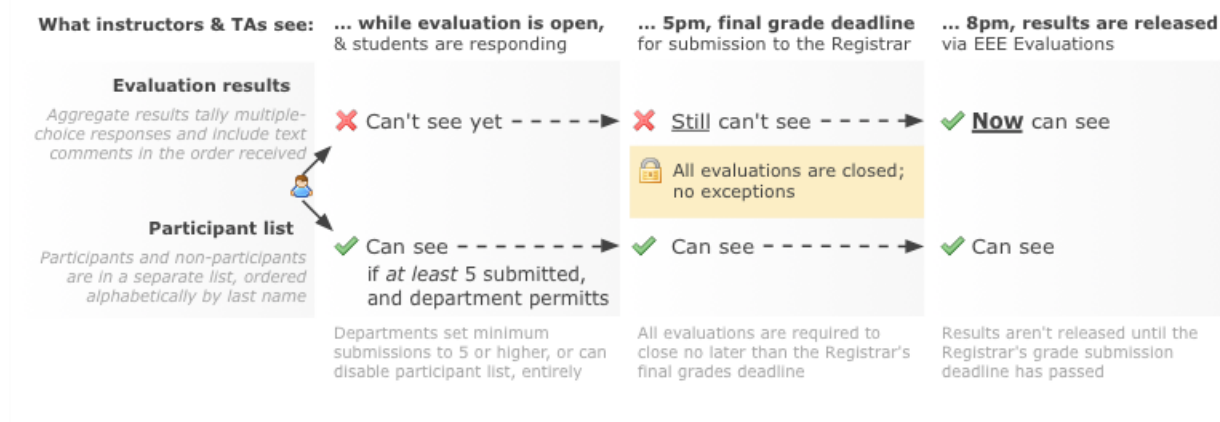 What instructors & TAs see:
... while evaluation is open,
& students are responding
... 5pm, final grade deadline
for submission to the Registrar
... 8pm, results are released
via EEE Evaluations
Evaluation results
Aggregate results tally multiple-
choice responses and include text
comments in the order received
Can't see yet
Still can't see
Now can see
All evaluations are closed;
no exceptions
Participant list
Participants and non-participants
are in a separate list, ordered
alphabetically by last name
Can see
if at least 5 submitted,
and department permitts
Can see
Can see
Departments set minimum
submissions to 5 or higher, or can
disable participant list, entirely
All evaluations are required to
close no later than the Registrar's
final grades deadline
Results aren't released until the
Registrar's grade submission
deadline has passed